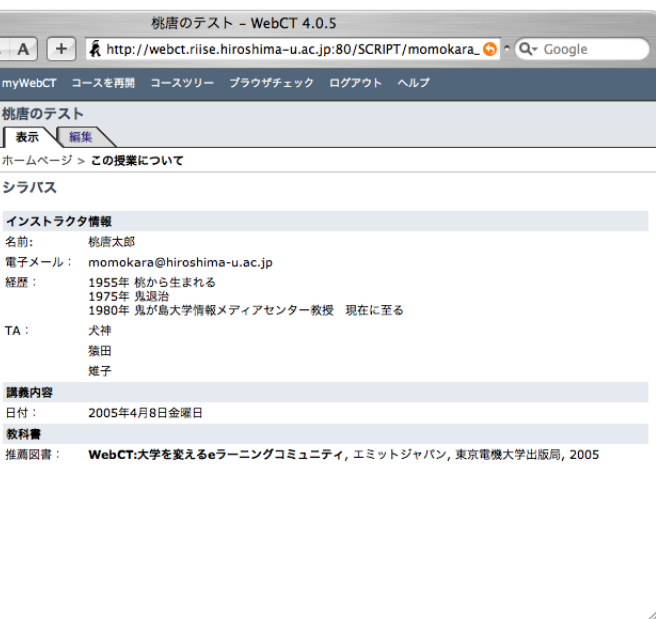 桃唐のテスト – WebCT 4.0.5
A + http://webct.riise.hiroshima-u.ac.jp:80/SCRIPT/momokara_ Google
myWebCT コースを再開 コースツリー ブラウザチェック ログアウト ヘルプ
桃唐のテスト
表示 編集
ホームページ > この授業について
シラバス
インストラクタ情報
名前: 桃唐太郎
電子メール: momokara@hiroshima-u.ac.jp
経歴: 1955年 桃から生まれる
1975年 鬼退治
1980年 鬼が島大学情報メディアセンター教授 現在に至る
TA: 犬神
猿田
雉子
講義内容
日付: 2005年4月8日金曜日
教科書
推薦図書: WebCT:大学を変えるeラーニングコミュニティ, エミットジャパン, 東京電機大学出版局, 2005